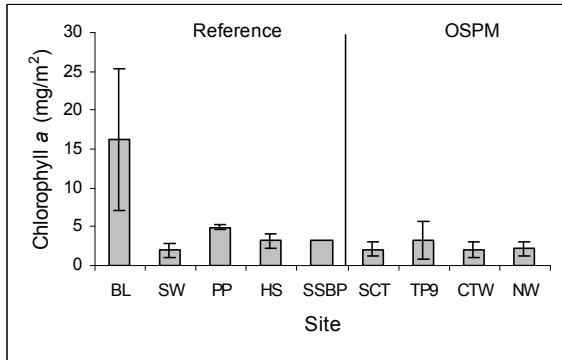 Reference OSPM
30
25
20
15
10
5
0
Chlorophyll a (mg/m²)
BL SW PP HS SSBP SCT TP9 CTW NW
Site